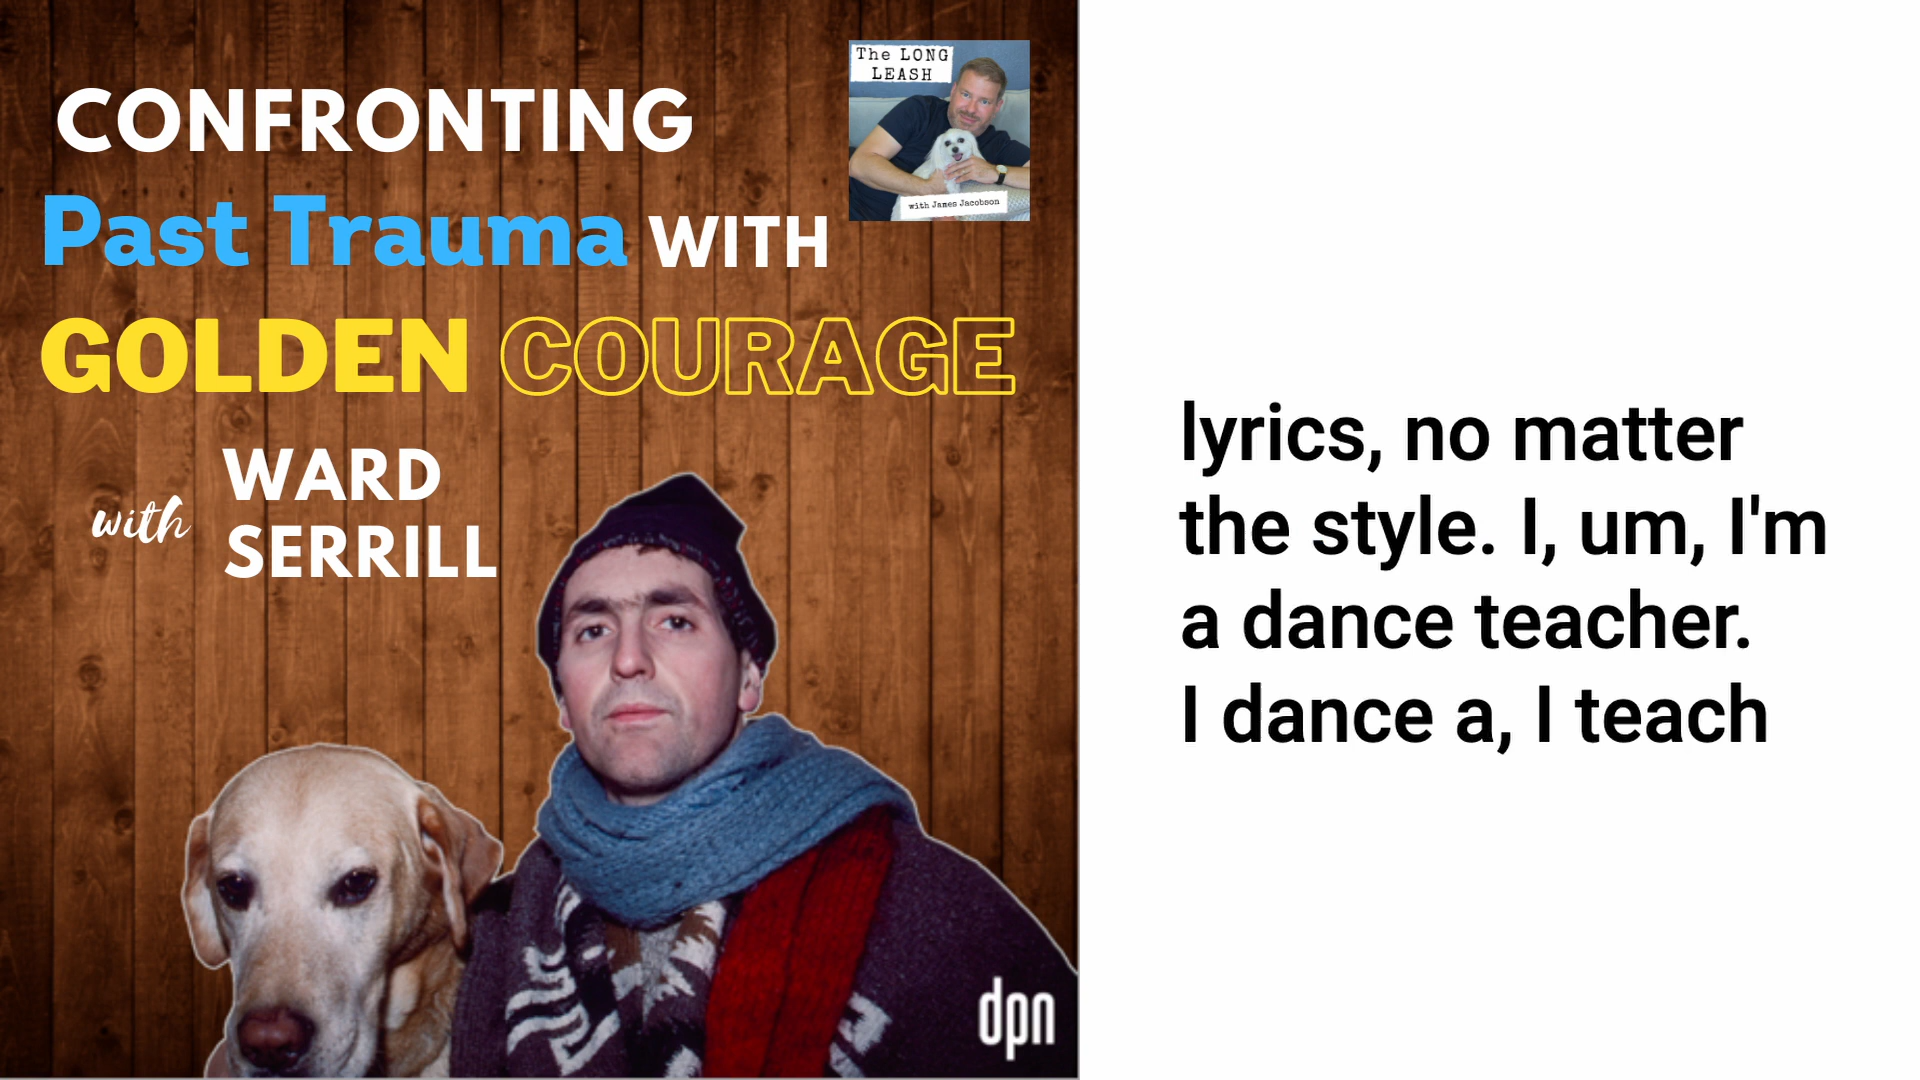 The LONG
LEASH
with James Jacobson
CONFRONTING
Past Trauma WITH
GOLDEN COURAGE
with WARD
SERRILL
dpn
lyrics, no matter
the style. I, um, I'm
a dance teacher.
I dance a, I teach